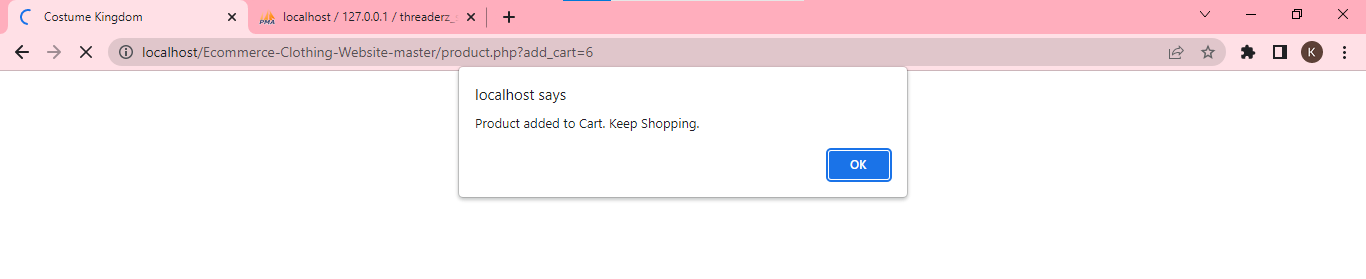 Costume Kingdom
localhost / 127.0.0.1 / threaderz_
localhost/Ecommerce-Clothing-Website-master/product.php?add_cart=6
K
localhost says
Product added to Cart. Keep Shopping.
OK